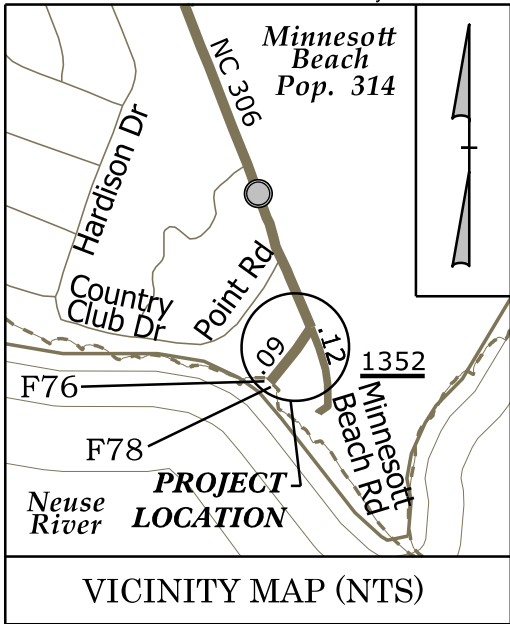 Minnesott
Beach
Pop. 314
NC 306
Hardison Dr
Country
Club Dr
Point Rd
.09
.12
1352
F76
F78
Minnesott
Beach Rd
PROJECT
LOCATION
Neuse
River
VICINITY MAP (NTS)